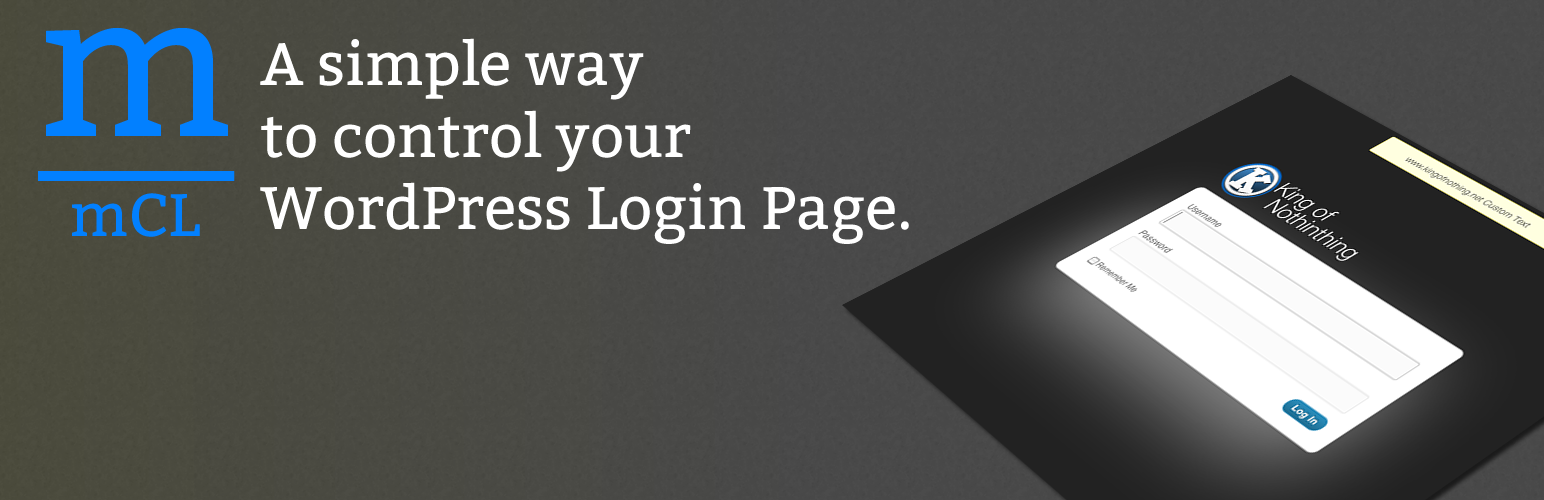 m
mCL
A simple way
to control your
WordPress Login Page.
www.kingofnothing.net Custom Text
King of
Nothinthing
Username
Password
Remember Me
Log In